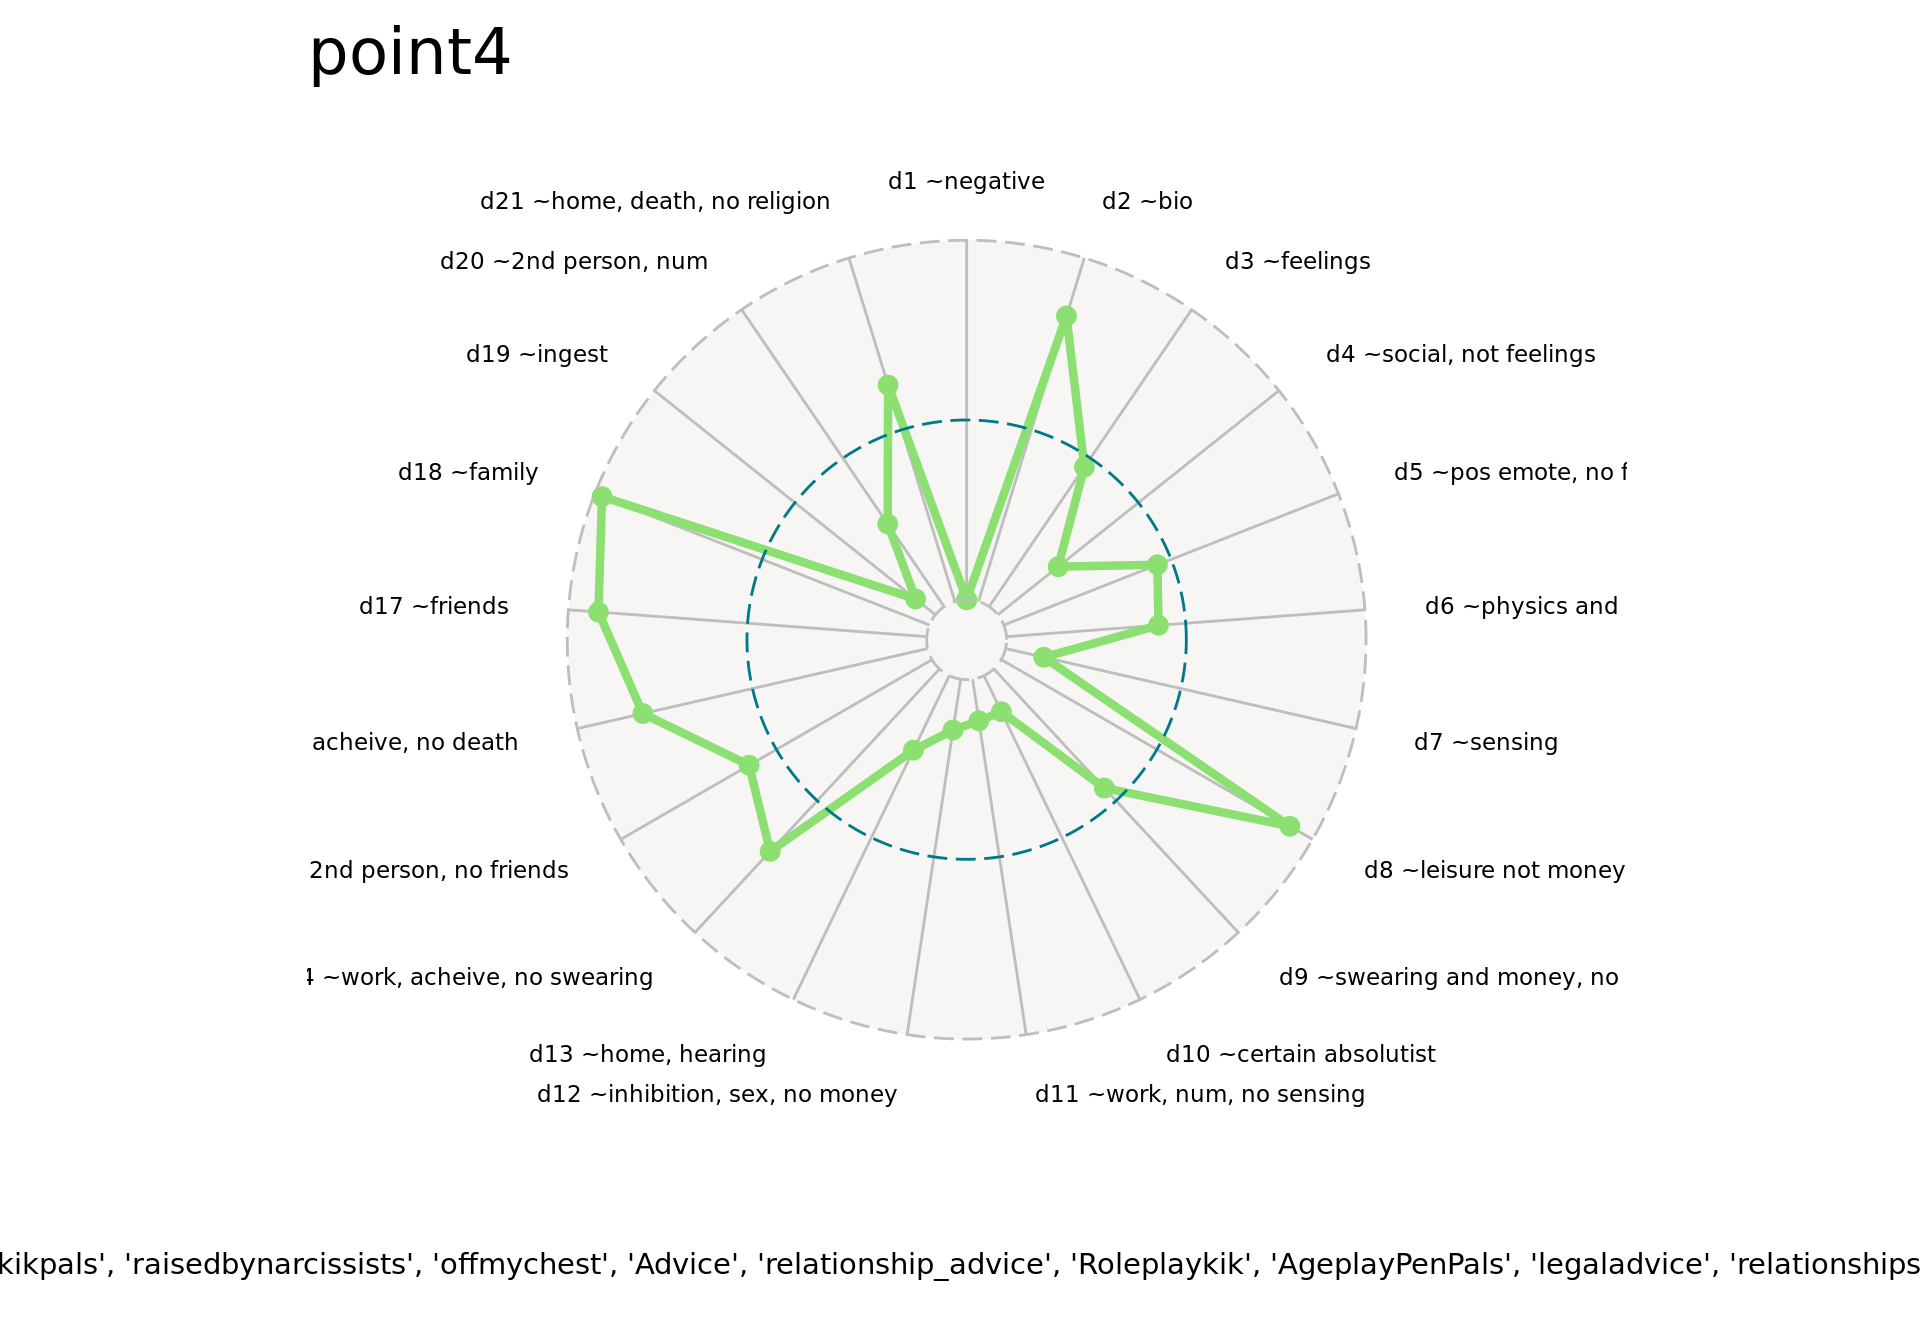 point4
d1 ~negative
d21 ~home, death, no religion
d2 ~bio
d20 ~2nd person, num
d3 ~feelings
d19 ~ingest
d4 ~social, not feelings
d18 ~family
d5 ~pos emote, no
d17 ~friends
d6 ~physics and
acheive, no death
d7 ~sensing
2nd person, no friends
d8 ~leisure not money
~work, acheive, no swearing
d9 ~swearing and money, no
d13 ~home, hearing
d10 ~certain absolutist
d12 ~inhibition, sex, no money
d11 ~work, num, no sensing
kikpals', 'raisedbynarcissists', 'offmychest', 'Advice', 'relationship_advice', 'Roleplaykik', 'AgeplayPenPals', 'legaladvice', 'relationships